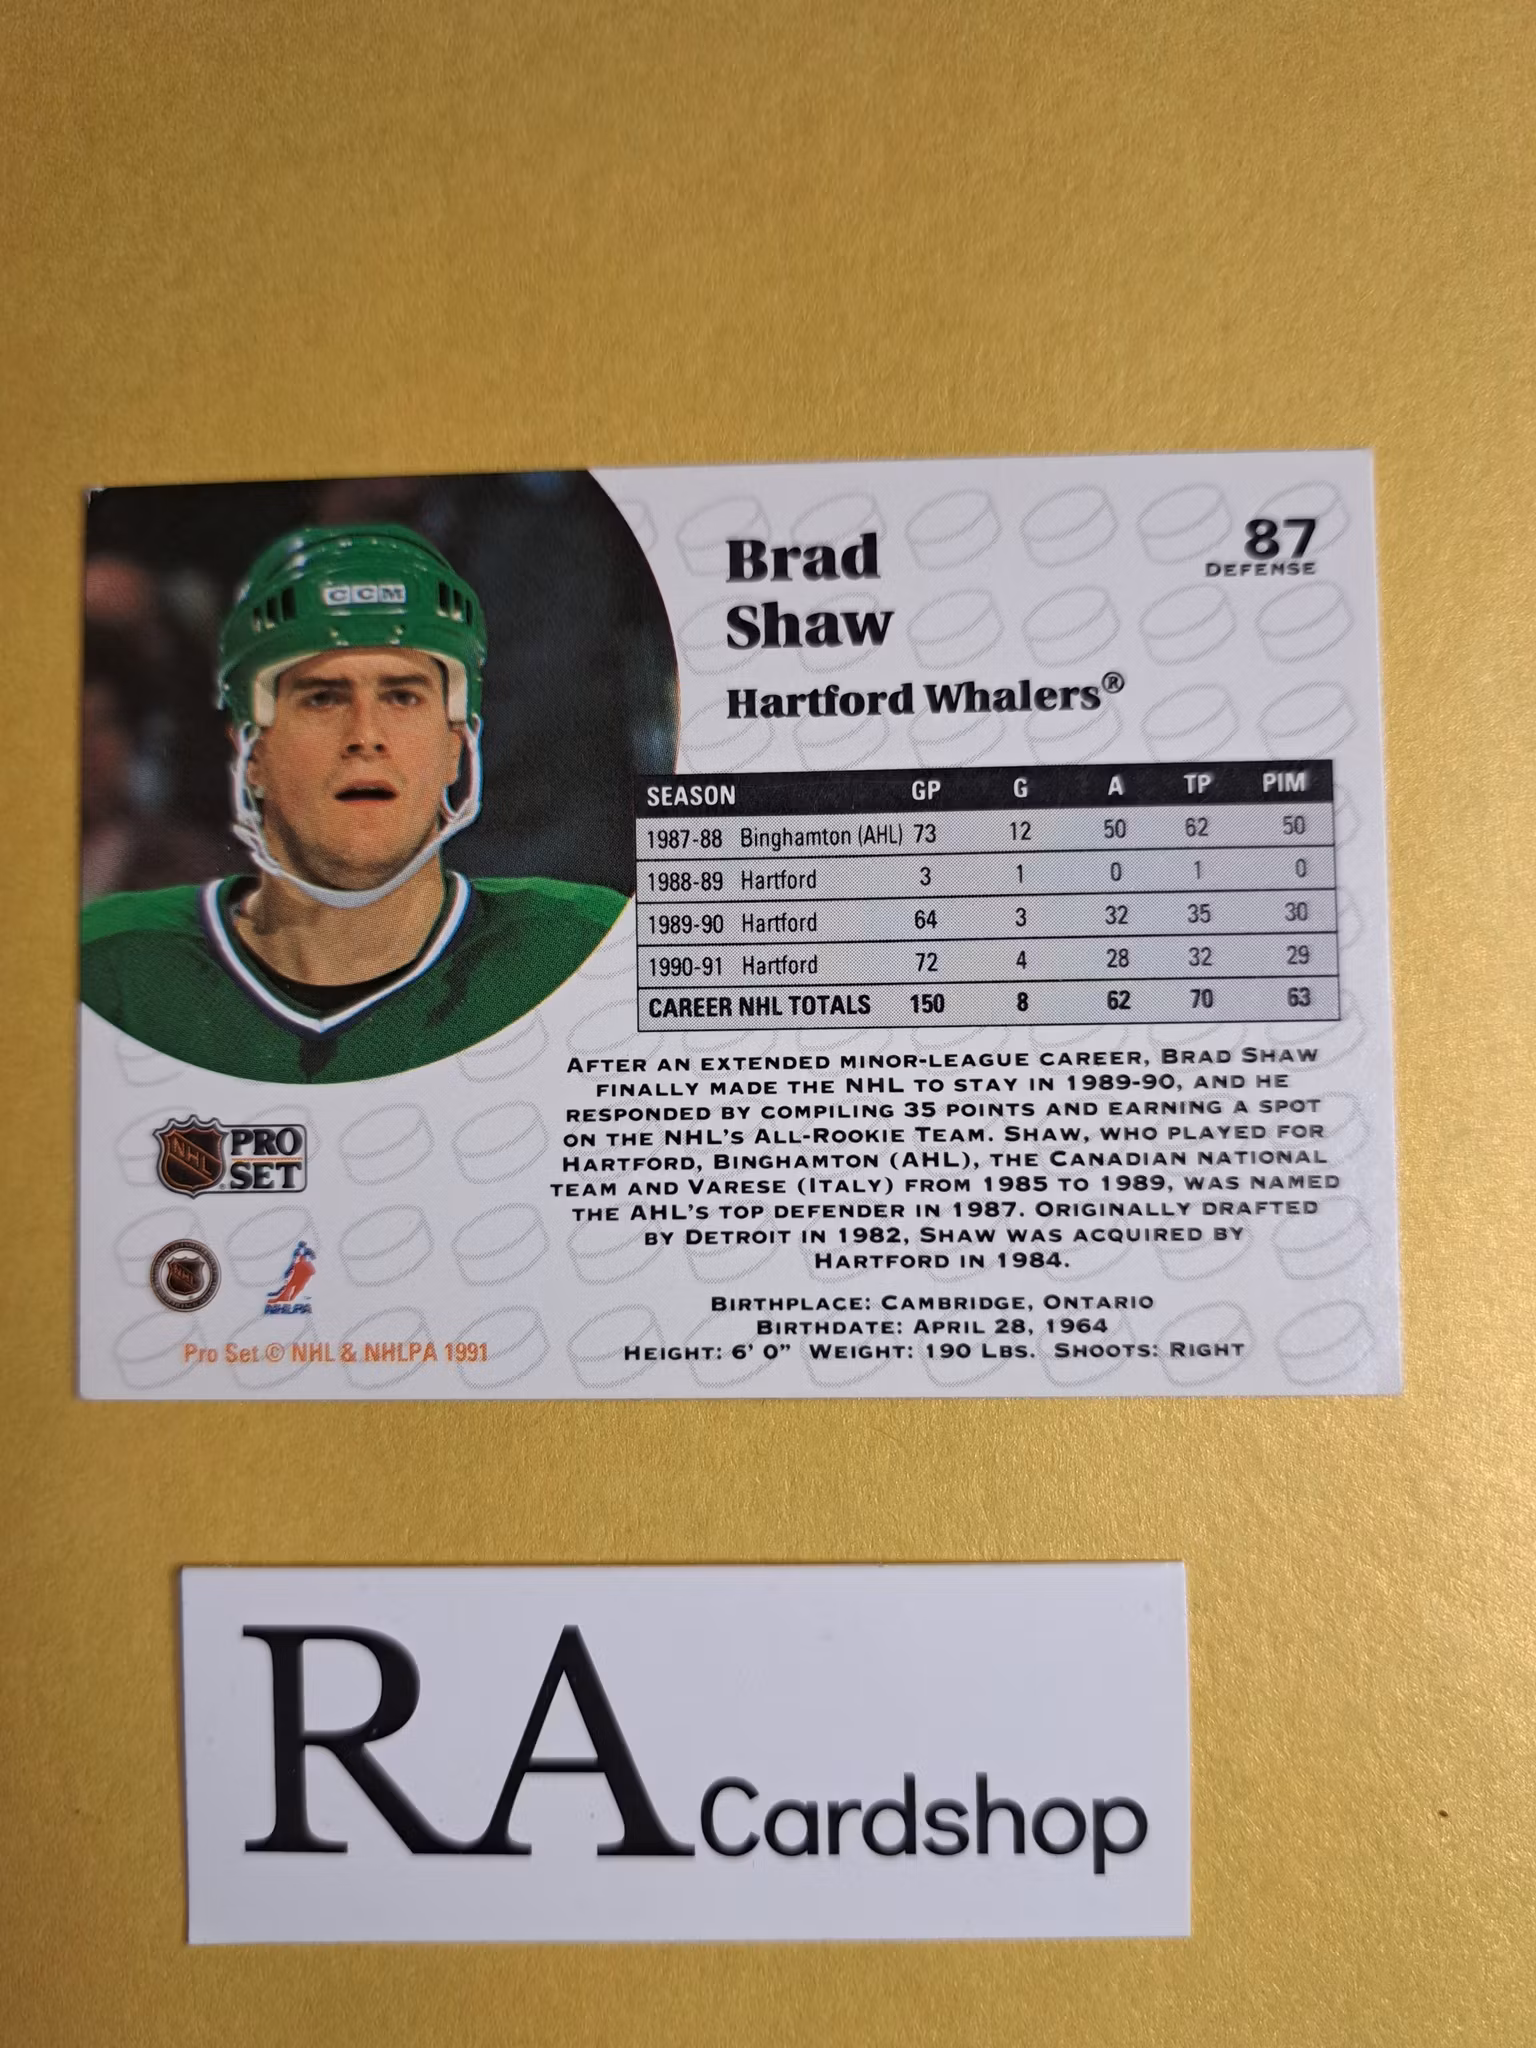 CCM
Brad
Shaw
Hartford Whalers®
87
DEFENSE
SEASON GP G A TP PIM
1987-88 Binghamton (AHL) 73 12 50 62 50
1988-89 Hartford 3 1 0 1 0
1989-90 Hartford 64 3 32 35 30
1990-91 Hartford 72 4 28 32 29
CAREER NHL TOTALS 150 8 62 70 63
AFTER AN EXTENDED MINOR-LEAGUE CAREER, BRAD SHAW
FINALLY MADE THE NHL TO STAY IN 1989-90, AND HE
RESPONDED BY COMPILING 35 POINTS AND EARNING A SPOT
ON THE NHL'S ALL-ROOKIE TEAM. SHAW, WHO PLAYED FOR
HARTFORD, BINGHAMTON (AHL), THE CANADIAN NATIONAL
TEAM AND VARESE (ITALY) FROM 1985 TO 1989, WAS NAMED
THE AHL'S TOP DEFENDER IN 1987. ORIGINALLY DRAFTED
BY DETROIT IN 1982, SHAW WAS ACQUIRED BY
HARTFORD IN 1984.
BIRTHPLACE: CAMBRIDGE, ONTARIO
BIRTHDATE: APRIL 28, 1964
HEIGHT: 6' 0" WEIGHT: 190 LBS. SHOOTS: RIGHT
NHL PRO
SET
NHL
NHLPA
Pro Set © NHL & NHLPA 1991
RA Cardshop